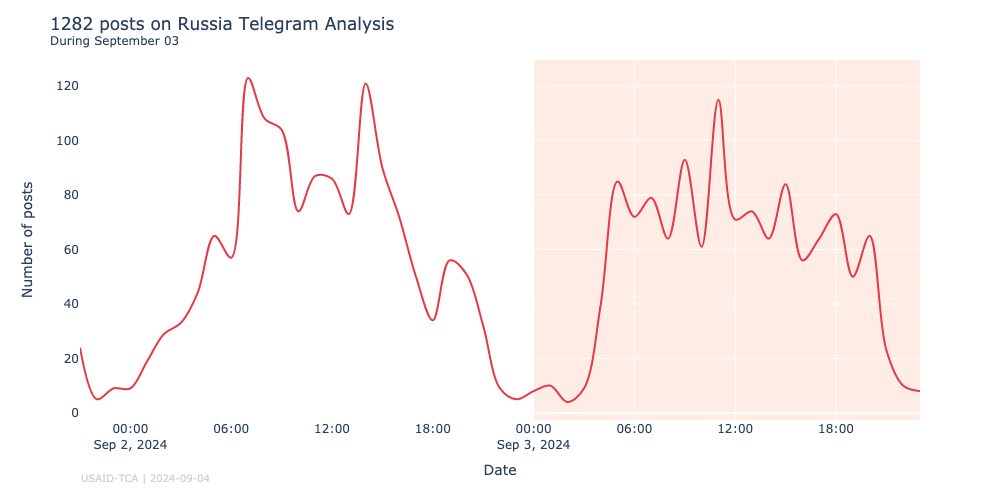 1282 posts on Russia Telegram Analysis
During September 03
120
100
80
60
40
20
0
Number of posts
00:00 06:00 12:00 18:00 00:00 06:00 12:00 18:00
Sep 2, 2024 Sep 3, 2024
Date
USAID-TCA | 2024-09-04